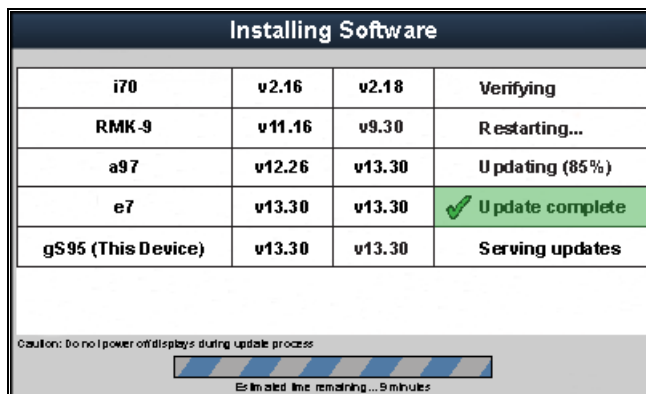 Installing Software
i70 v2.16 v2.18 Verifying
RMK-9 v11.16 v9.30 Restarting...
a97 v12.26 v13.30 Updating (85%)
e7 v13.30 v13.30 Update complete
gS95 (This Device) v13.30 v13.30 Serving updates
Caution: Do not power off displays during update process
Estimated time remaining... 9 minutes